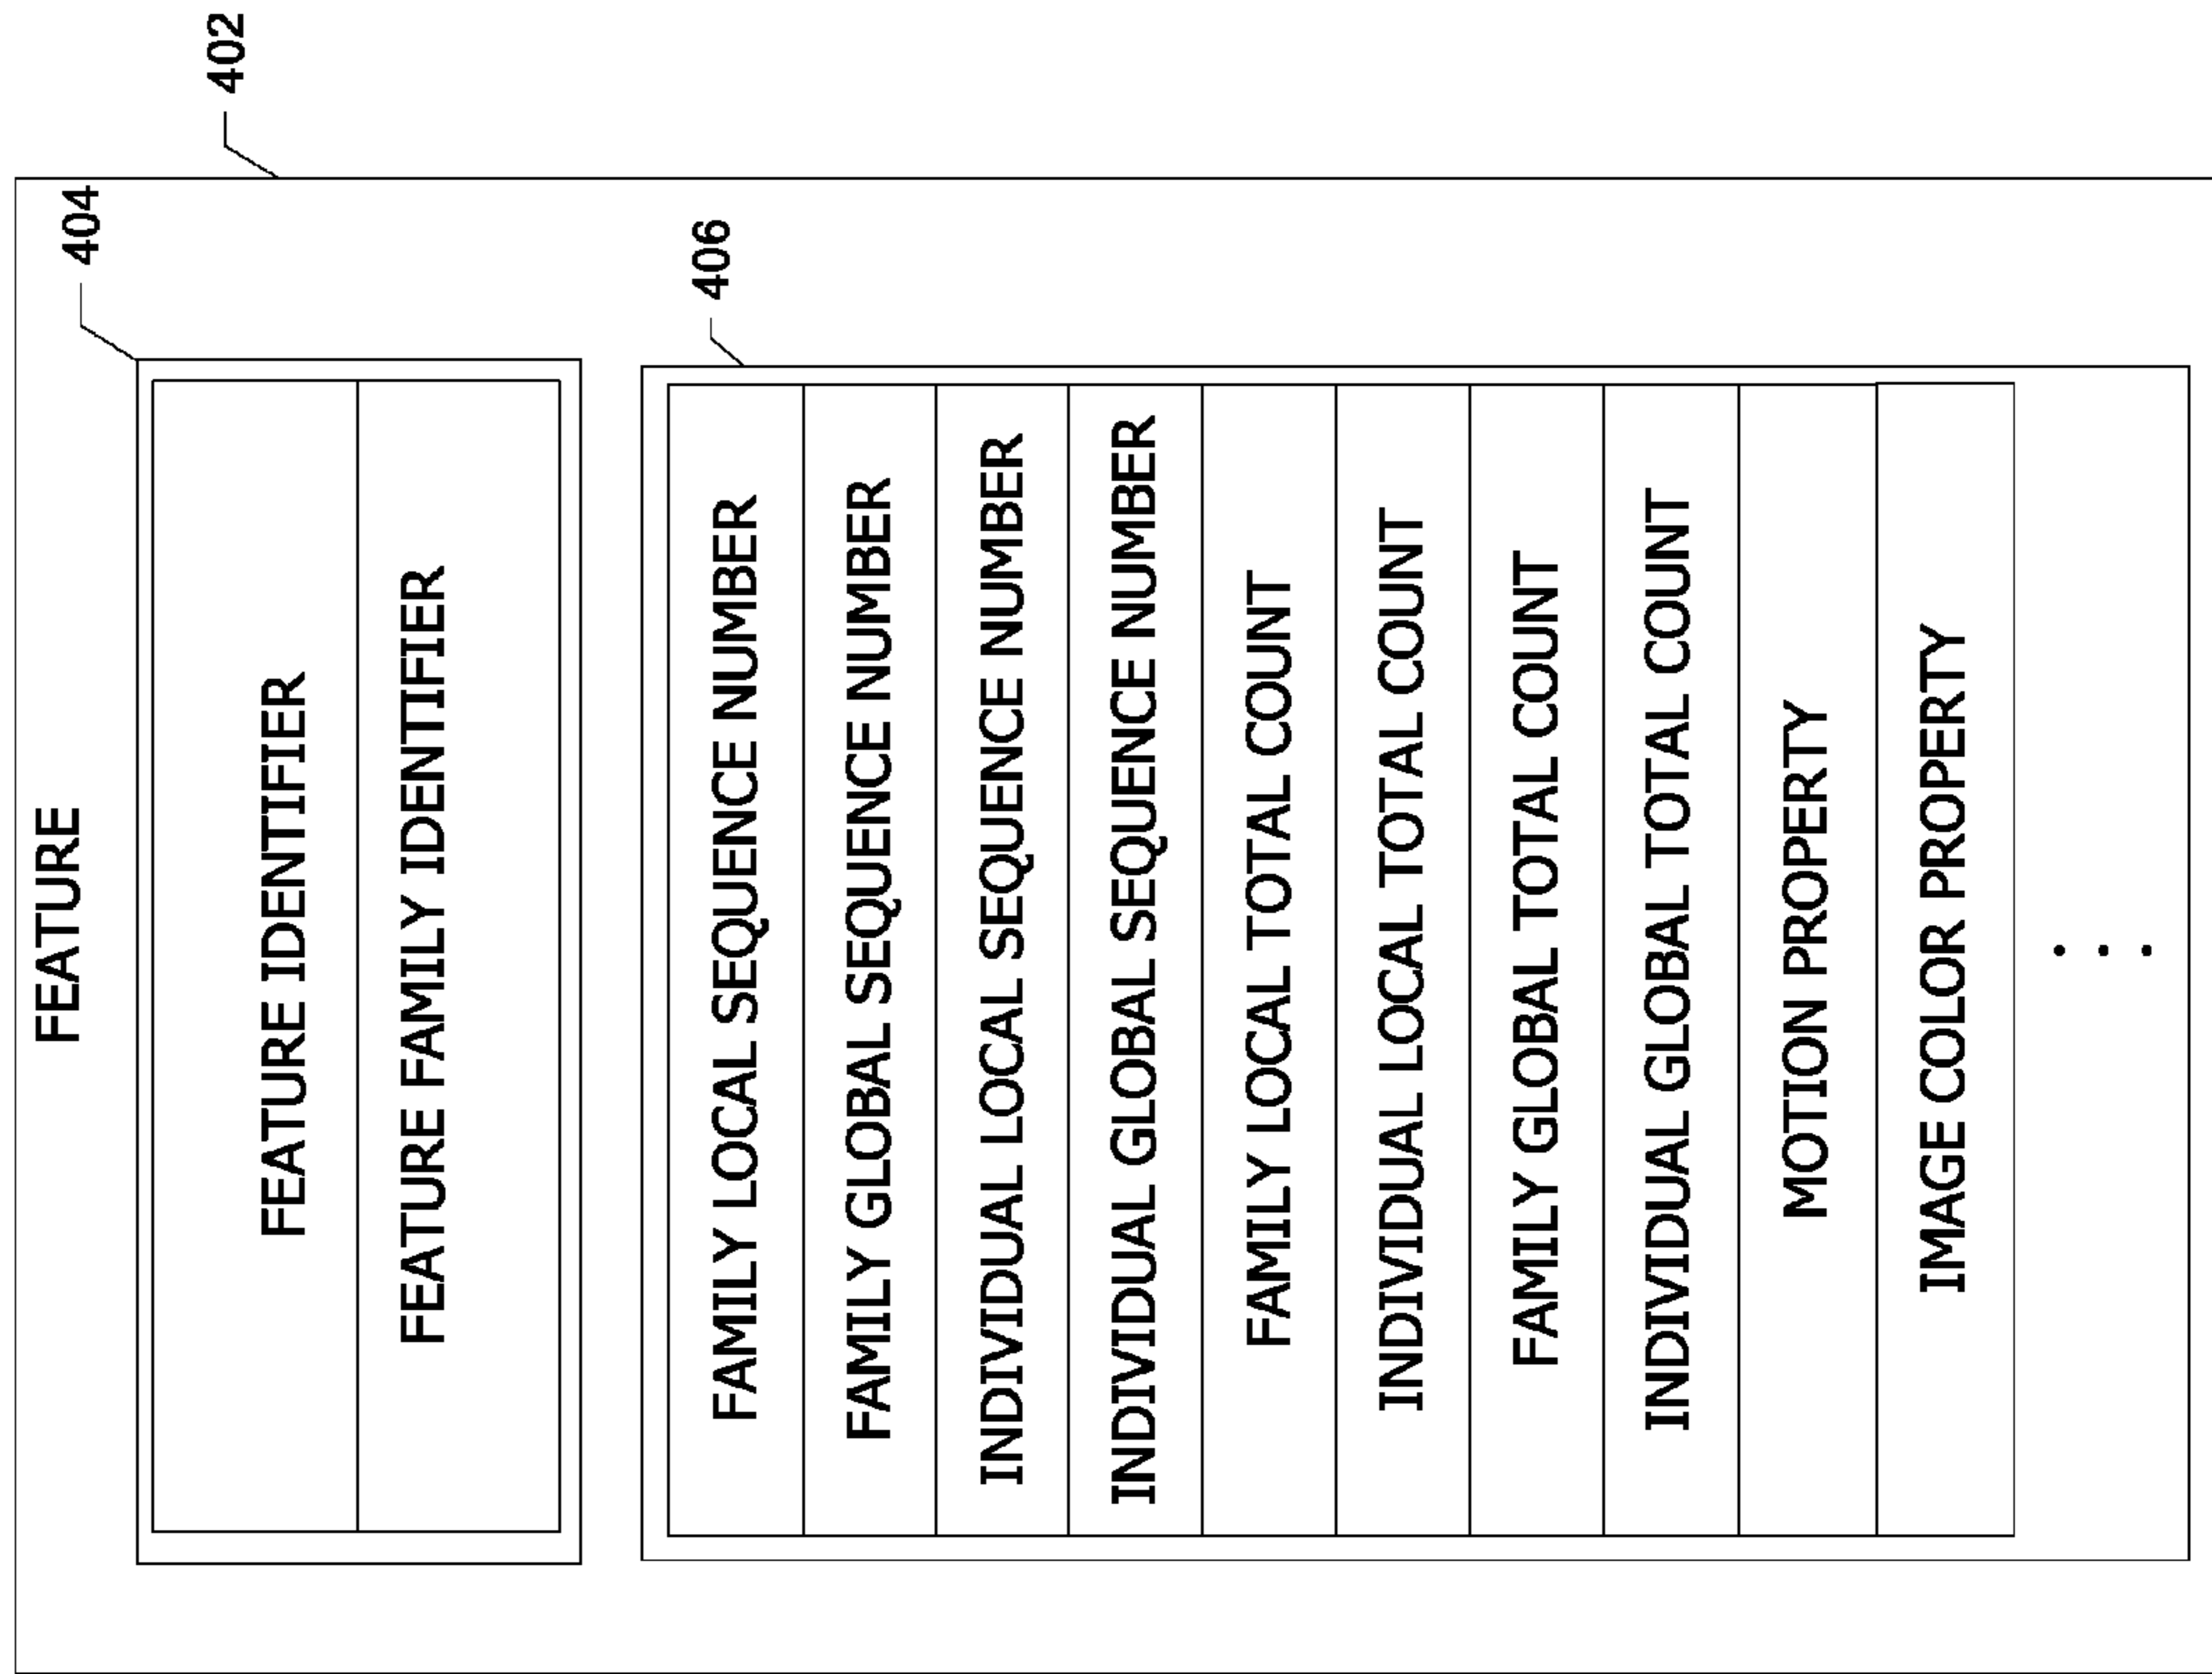 FEATURE
402
404
FEATURE IDENTIFIER
FEATURE FAMILY IDENTIFIER
406
FAMILY LOCAL SEQUENCE NUMBER
FAMILY GLOBAL SEQUENCE NUMBER
INDIVIDUAL LOCAL SEQUENCE NUMBER
INDIVIDUAL GLOBAL SEQUENCE NUMBER
FAMILY LOCAL TOTAL COUNT
INDIVIDUAL LOCAL TOTAL COUNT
FAMILY GLOBAL TOTAL COUNT
INDIVIDUAL GLOBAL TOTAL COUNT
MOTION PROPERTY
IMAGE COLOR PROPERTY
. . .